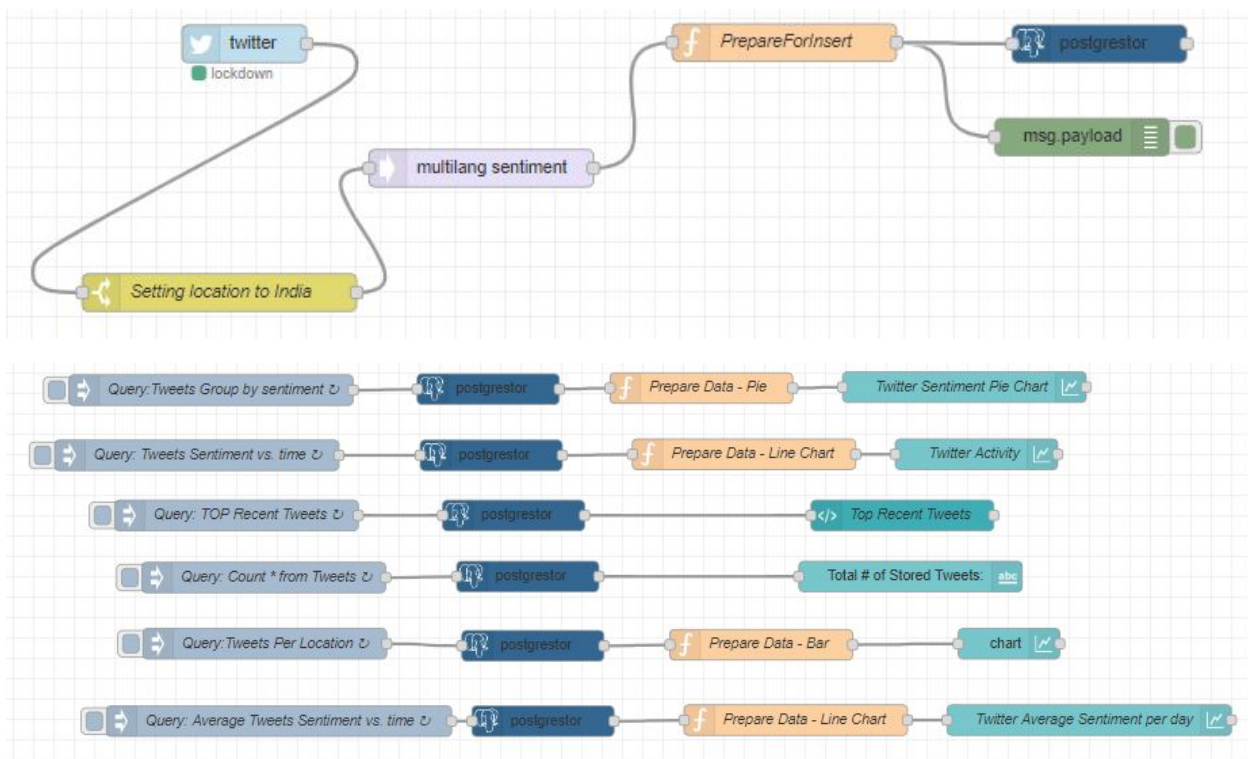 twitter
lockdown
PrepareForInsert
postgrestor
msg.payload
multilang sentiment
Setting location to India
Query:Tweets Group by sentiment ↻
postgrestor
Prepare Data - Pie
Twitter Sentiment Pie Chart
Query: Tweets Sentiment vs. time ↻
postgrestor
Prepare Data - Line Chart
Twitter Activity
Query: TOP Recent Tweets ↻
postgrestor
</> Top Recent Tweets
Query: Count * from Tweets ↻
postgrestor
Total # of Stored Tweets: abc
Query:Tweets Per Location ↻
postgrestor
Prepare Data - Bar
chart
Query: Average Tweets Sentiment vs. time ↻
postgrestor
Prepare Data - Line Chart
Twitter Average Sentiment per day